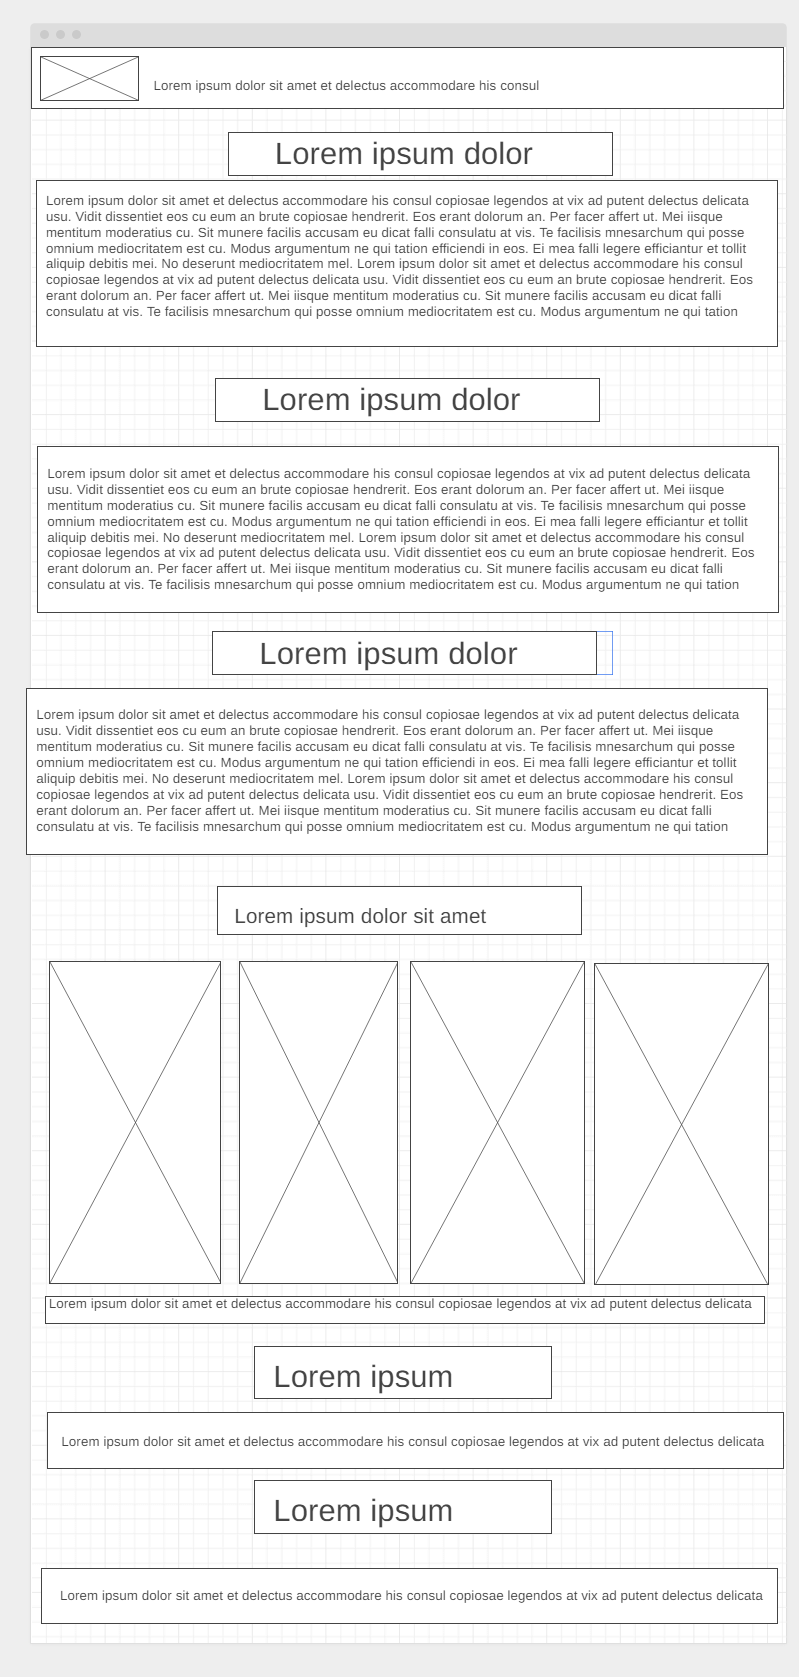 Lorem ipsum dolor sit amet et delectus accommodare his consul
Lorem ipsum dolor
Lorem ipsum dolor sit amet et delectus accommodare his consul copiosae legendos at vix ad putent delectus delicata
usu. Vidit dissentiet eos cu eum an brute copiosae hendrerit. Eos erant dolorum an. Per facer affert ut. Mei iisque
mentitum moderatius cu. Sit munere facilis accusam eu dicat falli consulatu at vis. Te facilisis mnesarchum qui posse
omnium mediocritatem est cu. Modus argumentum ne qui tation efficiendi in eos. Ei mea falli legere efficiantur et tollit
aliquip debitis mei. No deserunt mediocritatem mel. Lorem ipsum dolor sit amet et delectus accommodare his consul
copiosae legendos at vix ad putent delectus delicata usu. Vidit dissentiet eos cu eum an brute copiosae hendrerit. Eos
erant dolorum an. Per facer affert ut. Mei iisque mentitum moderatius cu. Sit munere facilis accusam eu dicat falli
consulatu at vis. Te facilisis mnesarchum qui posse omnium mediocritatem est cu. Modus argumentum ne qui tation
Lorem ipsum dolor
Lorem ipsum dolor sit amet et delectus accommodare his consul copiosae legendos at vix ad putent delectus delicata
usu. Vidit dissentiet eos cu eum an brute copiosae hendrerit. Eos erant dolorum an. Per facer affert ut. Mei iisque
mentitum moderatius cu. Sit munere facilis accusam eu dicat falli consulatu at vis. Te facilisis mnesarchum qui posse
omnium mediocritatem est cu. Modus argumentum ne qui tation efficiendi in eos. Ei mea falli legere efficiantur et tollit
aliquip debitis mei. No deserunt mediocritatem mel. Lorem ipsum dolor sit amet et delectus accommodare his consul
copiosae legendos at vix ad putent delectus delicata usu. Vidit dissentiet eos cu eum an brute copiosae hendrerit. Eos
erant dolorum an. Per facer affert ut. Mei iisque mentitum moderatius cu. Sit munere facilis accusam eu dicat falli
consulatu at vis. Te facilisis mnesarchum qui posse omnium mediocritatem est cu. Modus argumentum ne qui tation
Lorem ipsum dolor
Lorem ipsum dolor sit amet et delectus accommodare his consul copiosae legendos at vix ad putent delectus delicata
usu. Vidit dissentiet eos cu eum an brute copiosae hendrerit. Eos erant dolorum an. Per facer affert ut. Mei iisque
mentitum moderatius cu. Sit munere facilis accusam eu dicat falli consulatu at vis. Te facilisis mnesarchum qui posse
omnium mediocritatem est cu. Modus argumentum ne qui tation efficiendi in eos. Ei mea falli legere efficiantur et tollit
aliquip debitis mei. No deserunt mediocritatem mel. Lorem ipsum dolor sit amet et delectus accommodare his consul
copiosae legendos at vix ad putent delectus delicata usu. Vidit dissentiet eos cu eum an brute copiosae hendrerit. Eos
erant dolorum an. Per facer affert ut. Mei iisque mentitum moderatius cu. Sit munere facilis accusam eu dicat falli
consulatu at vis. Te facilisis mnesarchum qui posse omnium mediocritatem est cu. Modus argumentum ne qui tation
Lorem ipsum dolor sit amet
Lorem ipsum dolor sit amet et delectus accommodare his consul copiosae legendos at vix ad putent delectus delicata
Lorem ipsum
Lorem ipsum dolor sit amet et delectus accommodare his consul copiosae legendos at vix ad putent delectus delicata
Lorem ipsum
Lorem ipsum dolor sit amet et delectus accommodare his consul copiosae legendos at vix ad putent delectus delicata